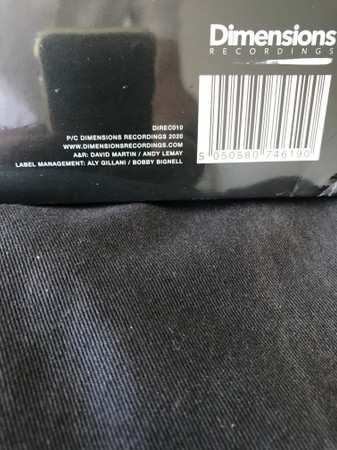 Dimensions
RECORDINGS
DIREC010
P/C DIMENSIONS RECORDINGS 2020
WWW.DIMENSIONSRECORDINGS.COM
A&R: DAVID MARTIN / ANDY LEMAY
LABEL MANAGEMENT: ALY GILLANI / BOBBY BIGNELL
5 050580 746190